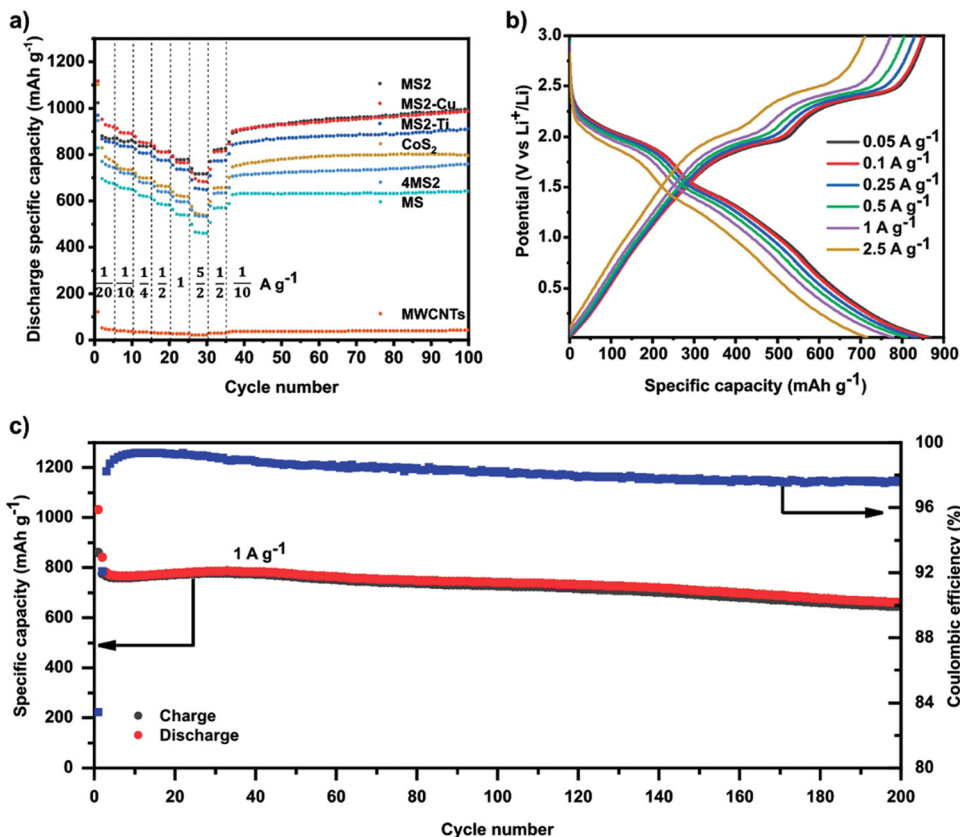 a)
Discharge specific capacity (mAh g⁻¹)
1200
1000
800
600
400
200
0
MS2
MS2-Cu
MS2-Ti
CoS₂
4MS2
MS
1/20 1/10 1/4 1/2 1 5/2 1/2 1/10 A g⁻¹
MWCNTs
0 10 20 30 40 50 60 70 80 90 100
Cycle number
b)
Potential (V vs Li⁺/Li)
3.0
2.5
2.0
1.5
1.0
0.5
0.05 A g⁻¹
0.1 A g⁻¹
0.25 A g⁻¹
0.5 A g⁻¹
1 A g⁻¹
2.5 A g⁻¹
0 100 200 300 400 500 600 700 800 900
Specific capacity (mAh g⁻¹)
c)
Specific capacity (mAh g⁻¹)
1200
1000
800
600
400
200
0
1 A g⁻¹
Charge
Discharge
100
96
92
88
84
80
Coulombic efficiency (%)
0 20 40 60 80 100 120 140 160 180 200
Cycle number